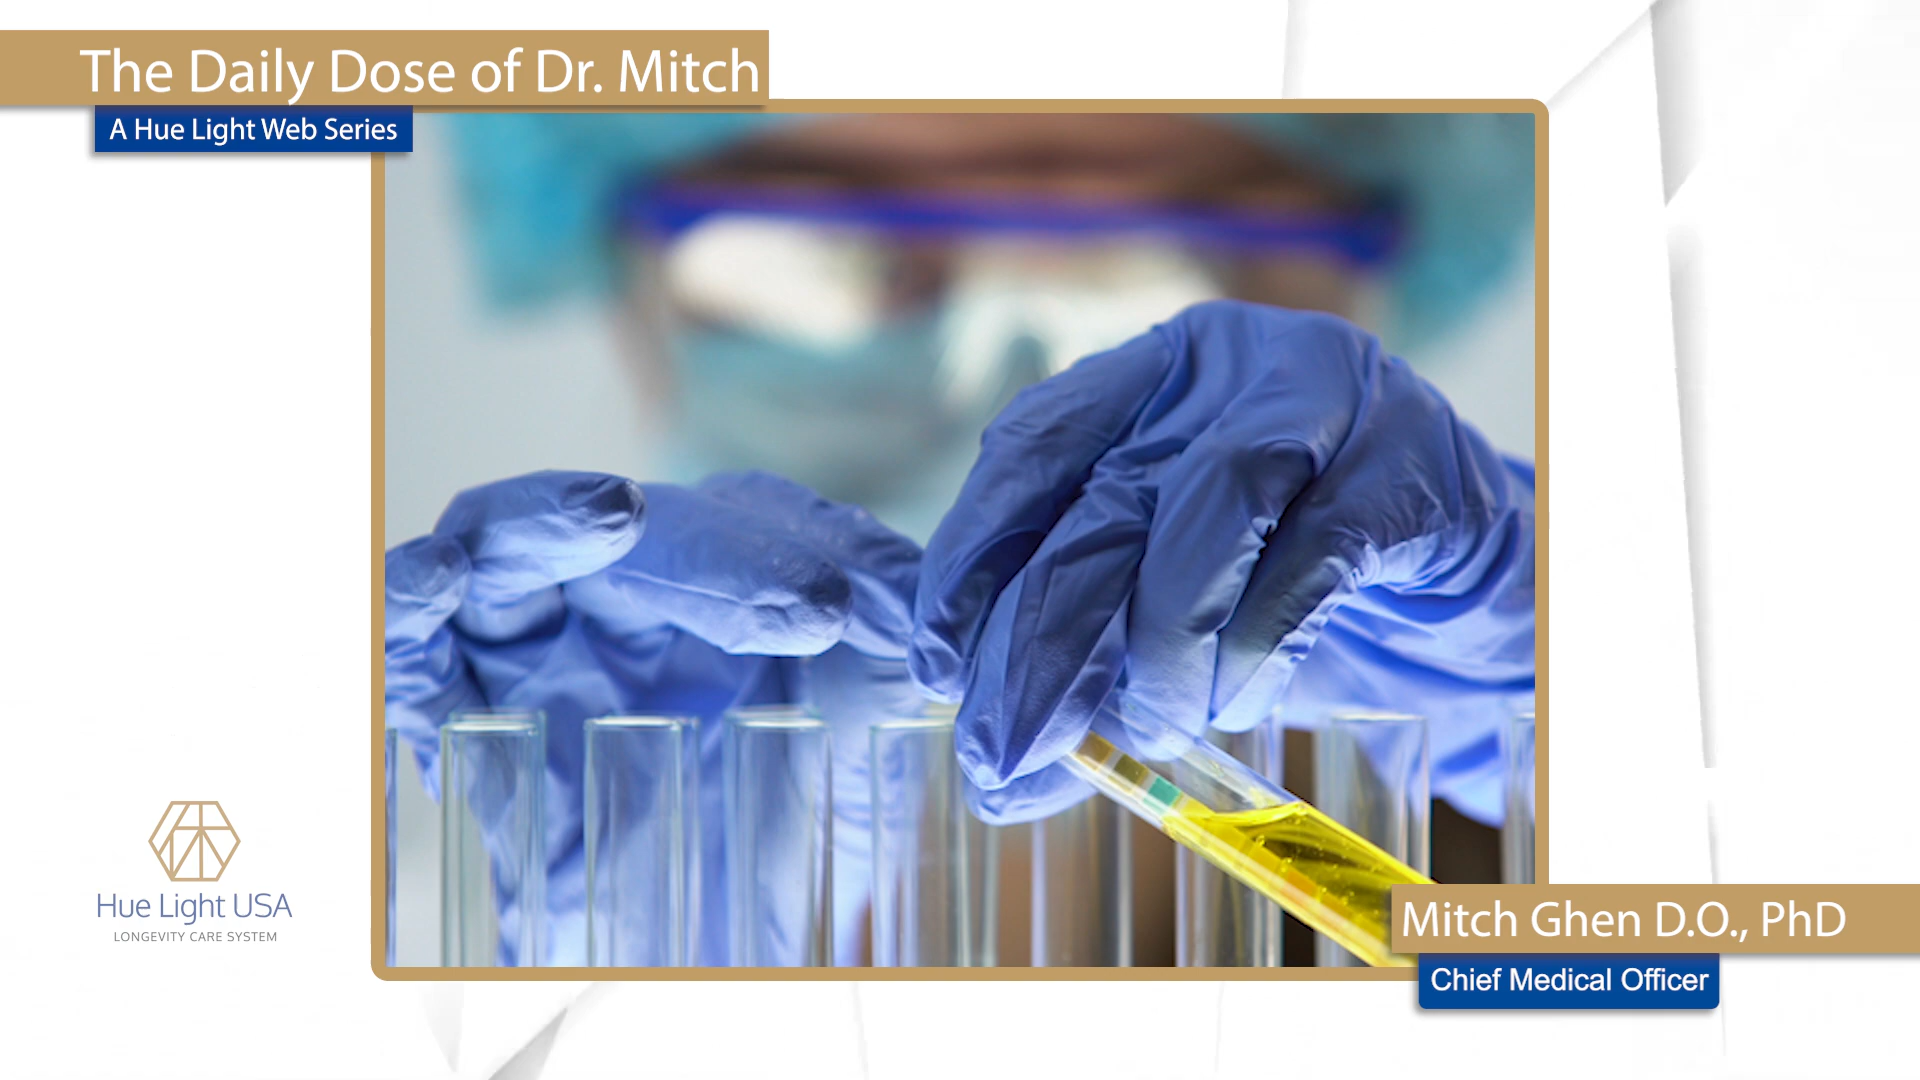 The Daily Dose of Dr. Mitch
A Hue Light Web Series
Hue Light USA
LONGEVITY CARE SYSTEM
Mitch Ghen D.O., PhD
Chief Medical Officer